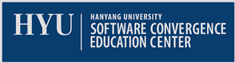 HYU
HANYANG UNIVERSITY
SOFTWARE CONVERGENCE
EDUCATION CENTER